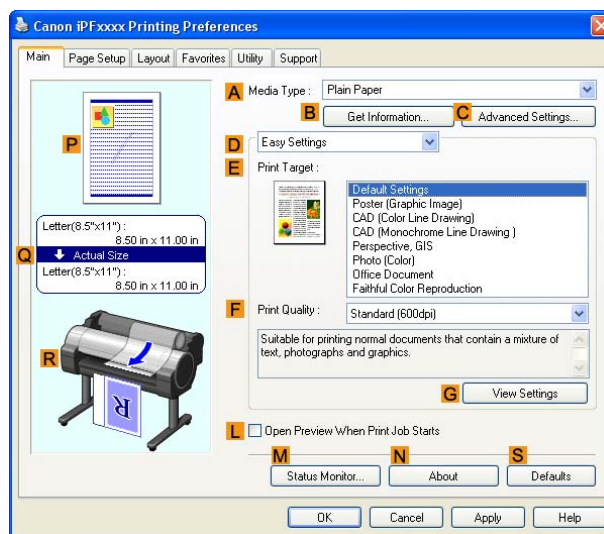 Canon iPFxxxx Printing Preferences
Main Page Setup Layout Favorites Utility Support
A Media Type : Plain Paper
B Get Information... C Advanced Settings...
P
D Easy Settings
E Print Target :
Default Settings
Poster (Graphic Image)
CAD (Color Line Drawing)
CAD (Monochrome Line Drawing )
Perspective, GIS
Photo (Color)
Office Document
Faithful Color Reproduction
Letter(8.5"x11") :
8.50 in x 11.00 in
Q Actual Size
Letter(8.5"x11") :
8.50 in x 11.00 in
F Print Quality : Standard (600dpi)
Suitable for printing normal documents that contain a mixture of
text, photographs and graphics.
R
R
G View Settings
L Open Preview When Print Job Starts
M N S
Status Monitor... About Defaults
OK Cancel Apply Help